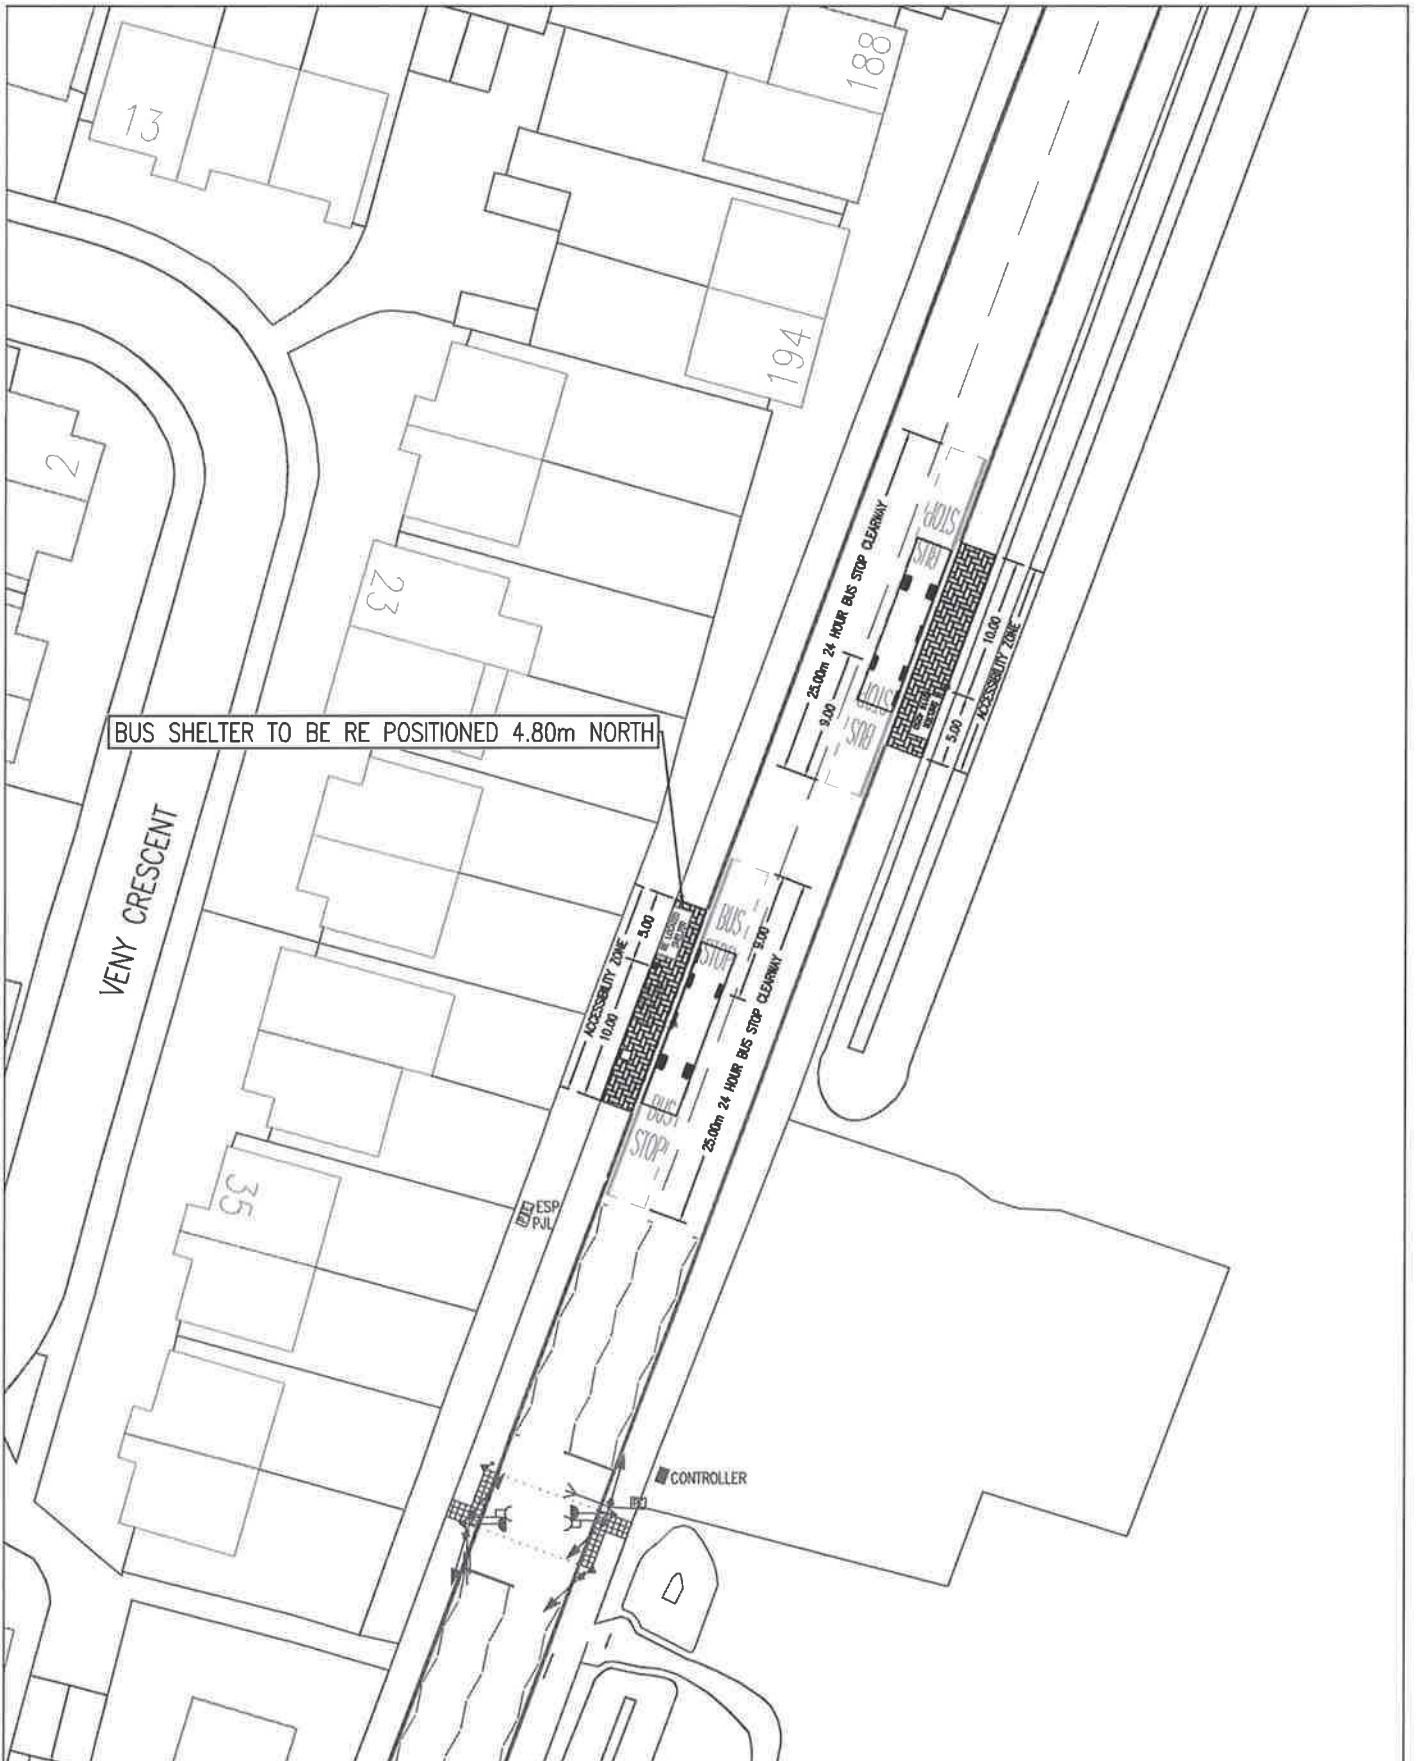 188
13
194
2
23
25.00m 24 HOUR BUS STOP CLEARWAY
9.00
BUS
STOP
BUS
STOP
10.00
5.00
ACCESSIBILITY ZONE
BUS SHELTER TO BE RE POSITIONED 4.80m NORTH
VENY CRESCENT
ACCESSIBILITY ZONE
5.00
10.00
BUS
STOP
9.00
25.00m 24 HOUR BUS STOP CLEARWAY
BUS
STOP
35
ESP
PJL
CONTROLLER